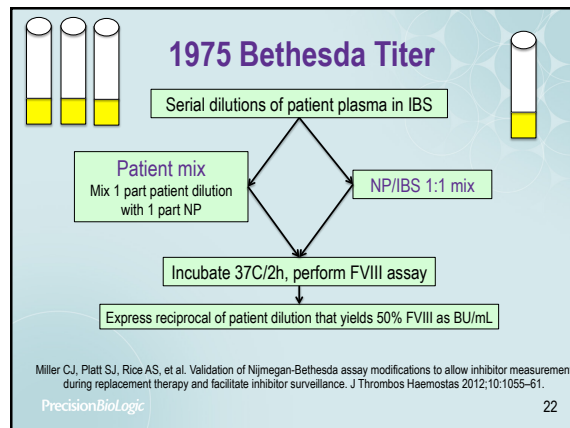 1975 Bethesda Titer
Serial dilutions of patient plasma in IBS
Patient mix
Mix 1 part patient dilution
with 1 part NP
NP/IBS 1:1 mix
Incubate 37C/2h, perform FVIII assay
Express reciprocal of patient dilution that yields 50% FVIII as BU/mL
Miller CJ, Platt SJ, Rice AS, et al. Validation of Nijmegan-Bethesda assay modifications to allow inhibitor measuremen
during replacement therapy and facilitate inhibitor surveillance. J Thrombos Haemostas 2012;10:1055–61.
PrecisionBioLogic
22